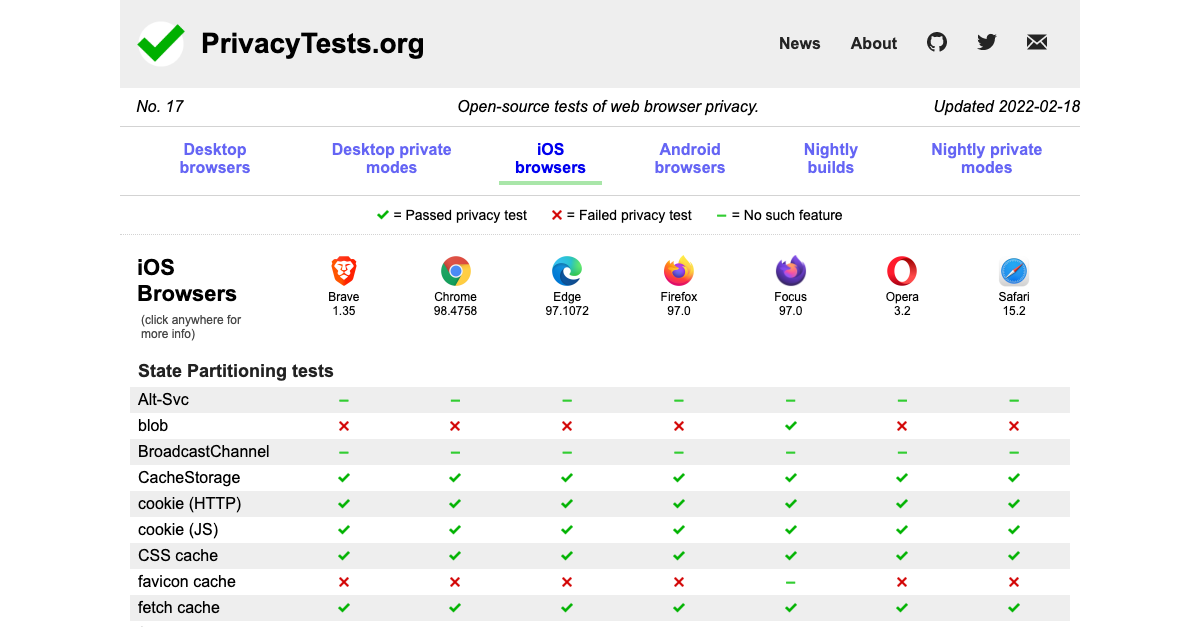 PrivacyTests.org
News About
No. 17 Open-source tests of web browser privacy. Updated 2022-02-18
Desktop browsers Desktop private modes iOS browsers Android browsers Nightly builds Nightly private modes
✓ = Passed privacy test ✕ = Failed privacy test – = No such feature
iOS
Browsers
(click anywhere for
more info)
Brave Chrome Edge Firefox Focus Opera Safari
1.35 98.4758 97.1072 97.0 97.0 3.2 15.2
State Partitioning tests
Alt-Svc – – – – – – –
blob ✕ ✕ ✕ ✕ ✓ ✕ ✕
BroadcastChannel – – – – – – –
CacheStorage ✓ ✓ ✓ ✓ ✓ ✓ ✓
cookie (HTTP) ✓ ✓ ✓ ✓ ✓ ✓ ✓
cookie (JS) ✓ ✓ ✓ ✓ ✓ ✓ ✓
CSS cache ✓ ✓ ✓ ✓ ✓ ✓ ✓
favicon cache ✕ ✕ ✕ ✕ – ✕ ✕
fetch cache ✓ ✓ ✓ ✓ ✓ ✓ ✓